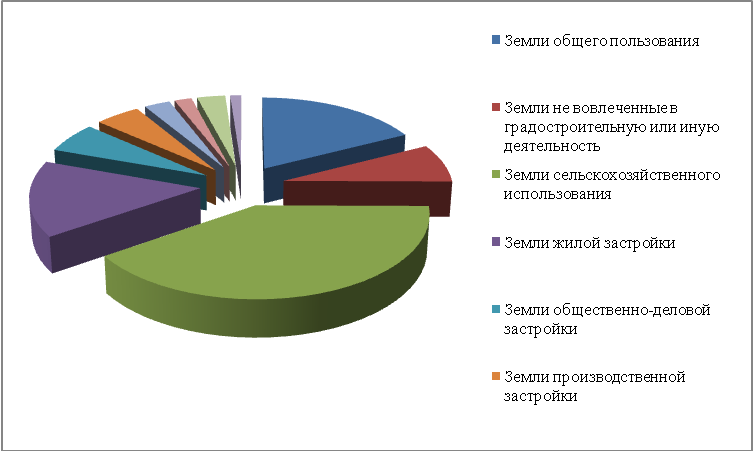 Земли общего пользования
Земли не вовлеченные в
градостроительную или иную
деятельность
Земли сельскохозяйственного
использования
Земли жилой застройки
Земли общественно-деловой
застройки
Земли производственной
застройки